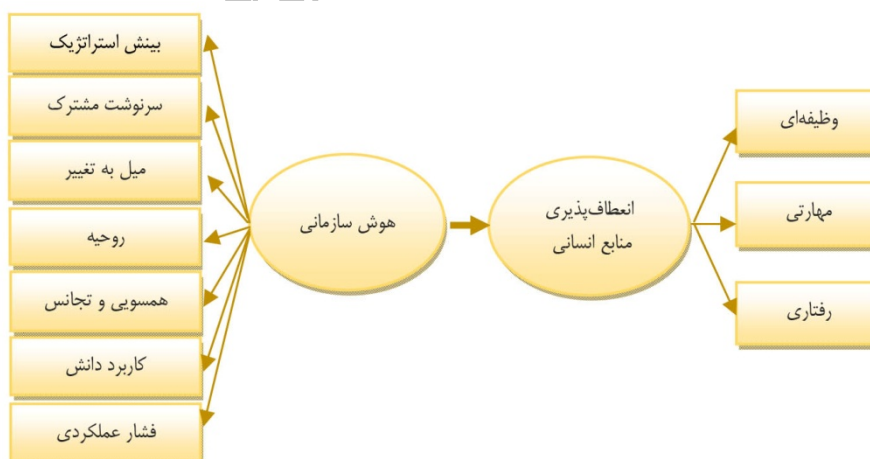 بینش استراتژیک
سرنوشت مشترک
میل به تغییر
روحیه
همسویی و تجانس
کاربرد دانش
فشار عملکردی
هوش سازمانی
انعطاف‌پذیری
منابع انسانی
وظیفه‌ای
مهارتی
رفتاری